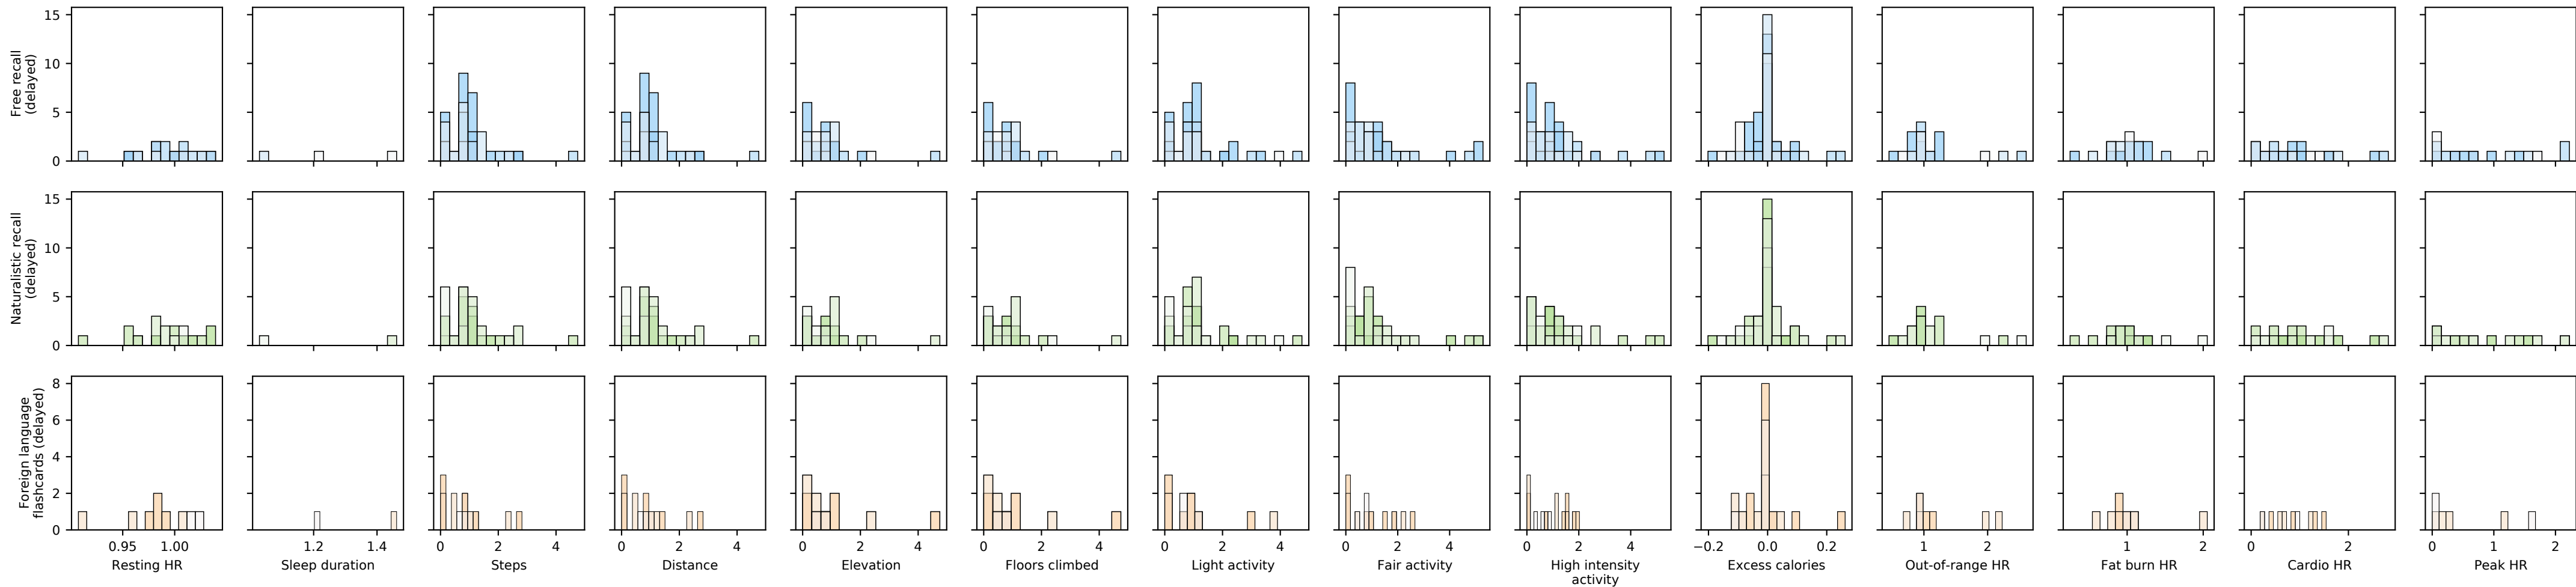 Free recall
(delayed)
15
10
5
0
Naturalistic recall
(delayed)
15
10
5
0
Foreign language
flashcards (delayed)
8
6
4
2
0
0.95 1.00
1.2 1.4
0 2 4
0 2 4
0 2 4
0 2 4
0 2 4
0 2 4
0 2 4
−0.2 0.0 0.2
1 2
1 2
0 2
0 1 2
Resting HR
Sleep duration
Steps
Distance
Elevation
Floors climbed
Light activity
Fair activity
High intensity
activity
Excess calories
Out-of-range HR
Fat burn HR
Cardio HR
Peak HR